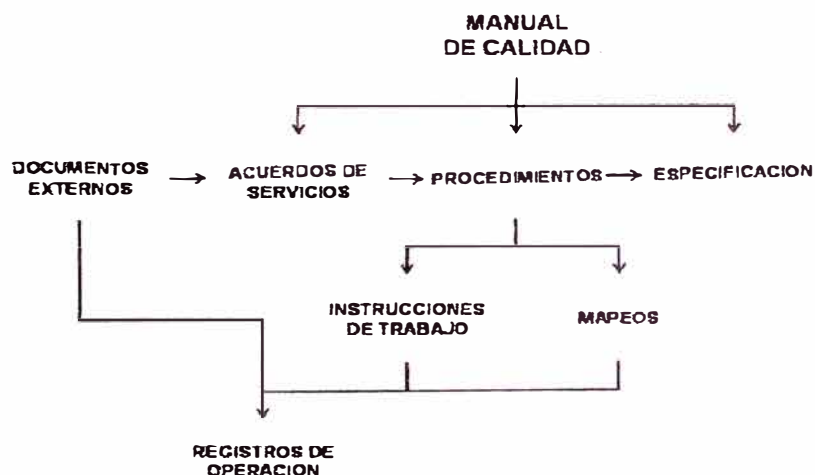 MANUAL
DE CALIDAD
DOCUMENTOS
EXTERNOS
ACUERDOS DE
SERVICIOS
PROCEDIMIENTOS
ESPECIFICACION
INSTRUCCIONES
DE TRABAJO
MAPEOS
REGISTROS DE
OPERACION